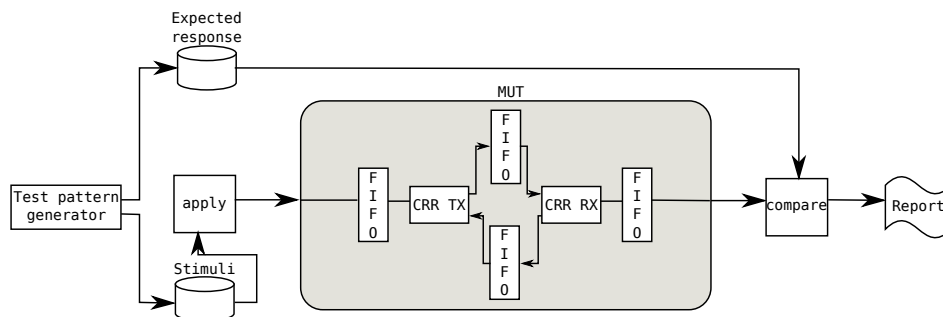 Expected
response
MUT
F
I
F
O
Test pattern
generator
apply
F
I
F
O
CRR TX
CRR RX
F
I
F
O
compare
Report
F
I
F
O
Stimuli